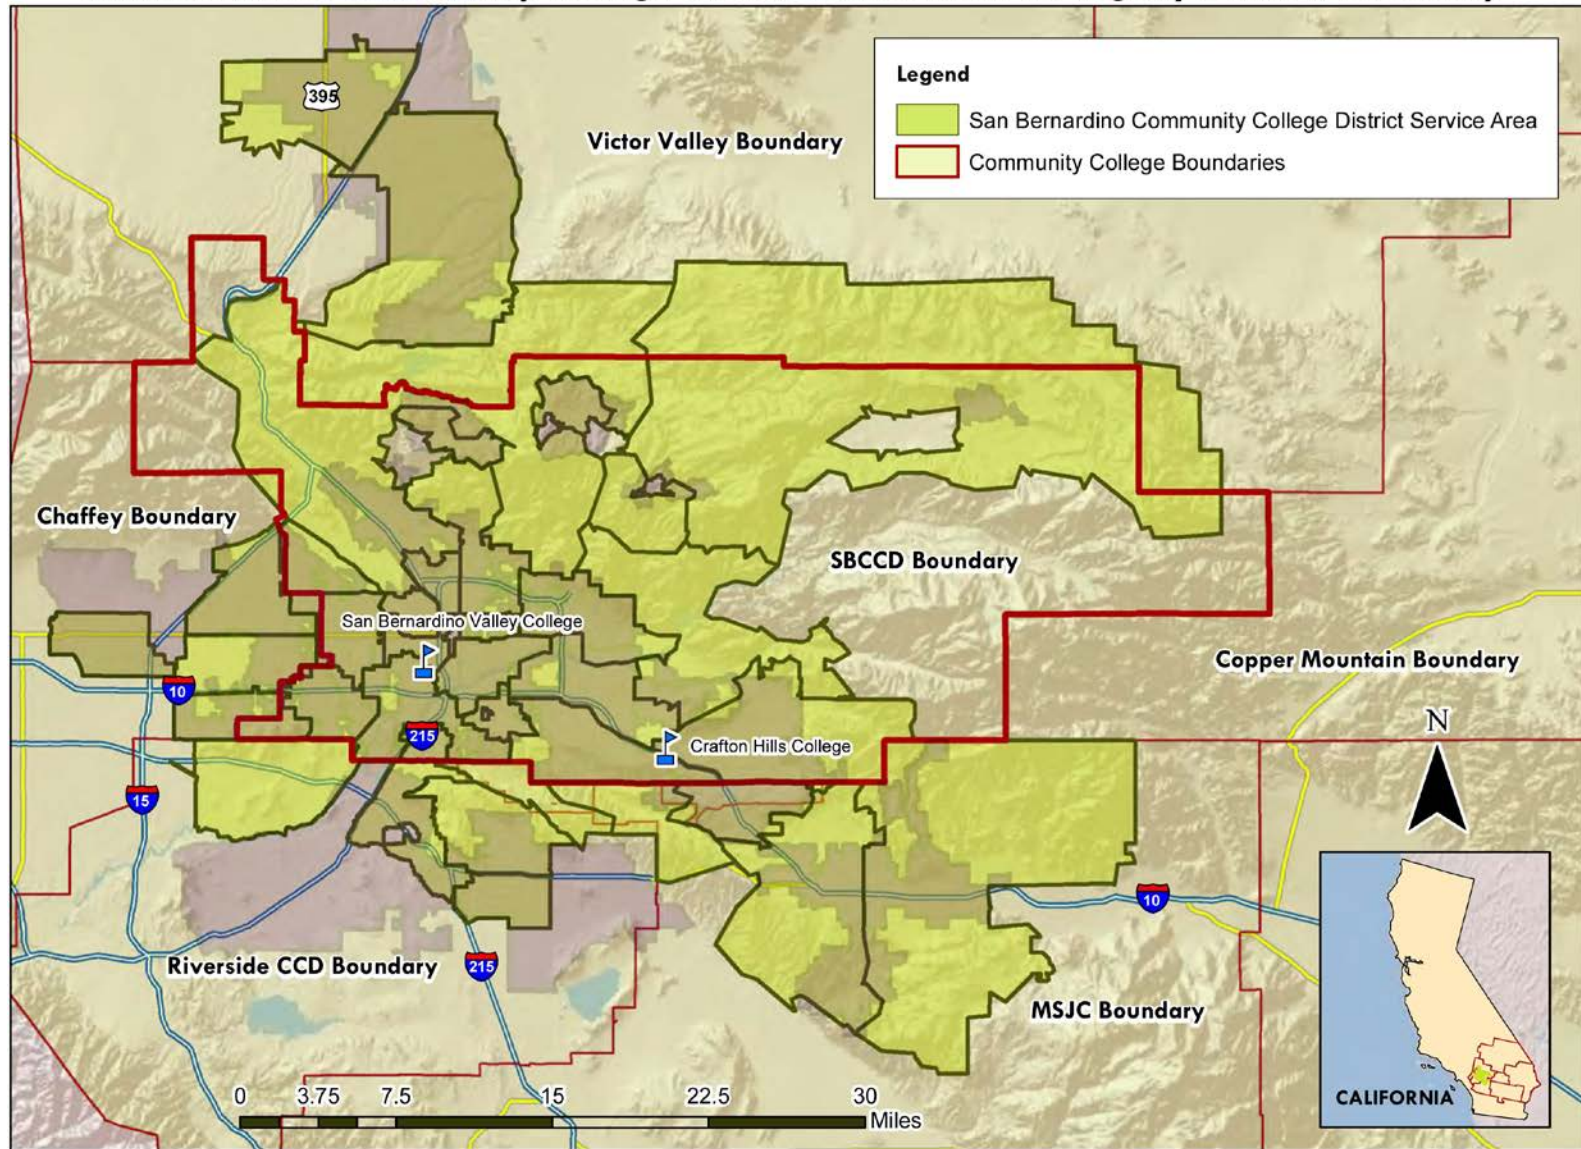 395
Victor Valley Boundary
Legend
San Bernardino Community College District Service Area
Community College Boundaries
Chaffey Boundary
SBCCD Boundary
San Bernardino Valley College
Copper Mountain Boundary
10
215
Crafton Hills College
N
15
10
Riverside CCD Boundary
215
MSJC Boundary
0 3.75 7.5 15 22.5 30
Miles
CALIFORNIA